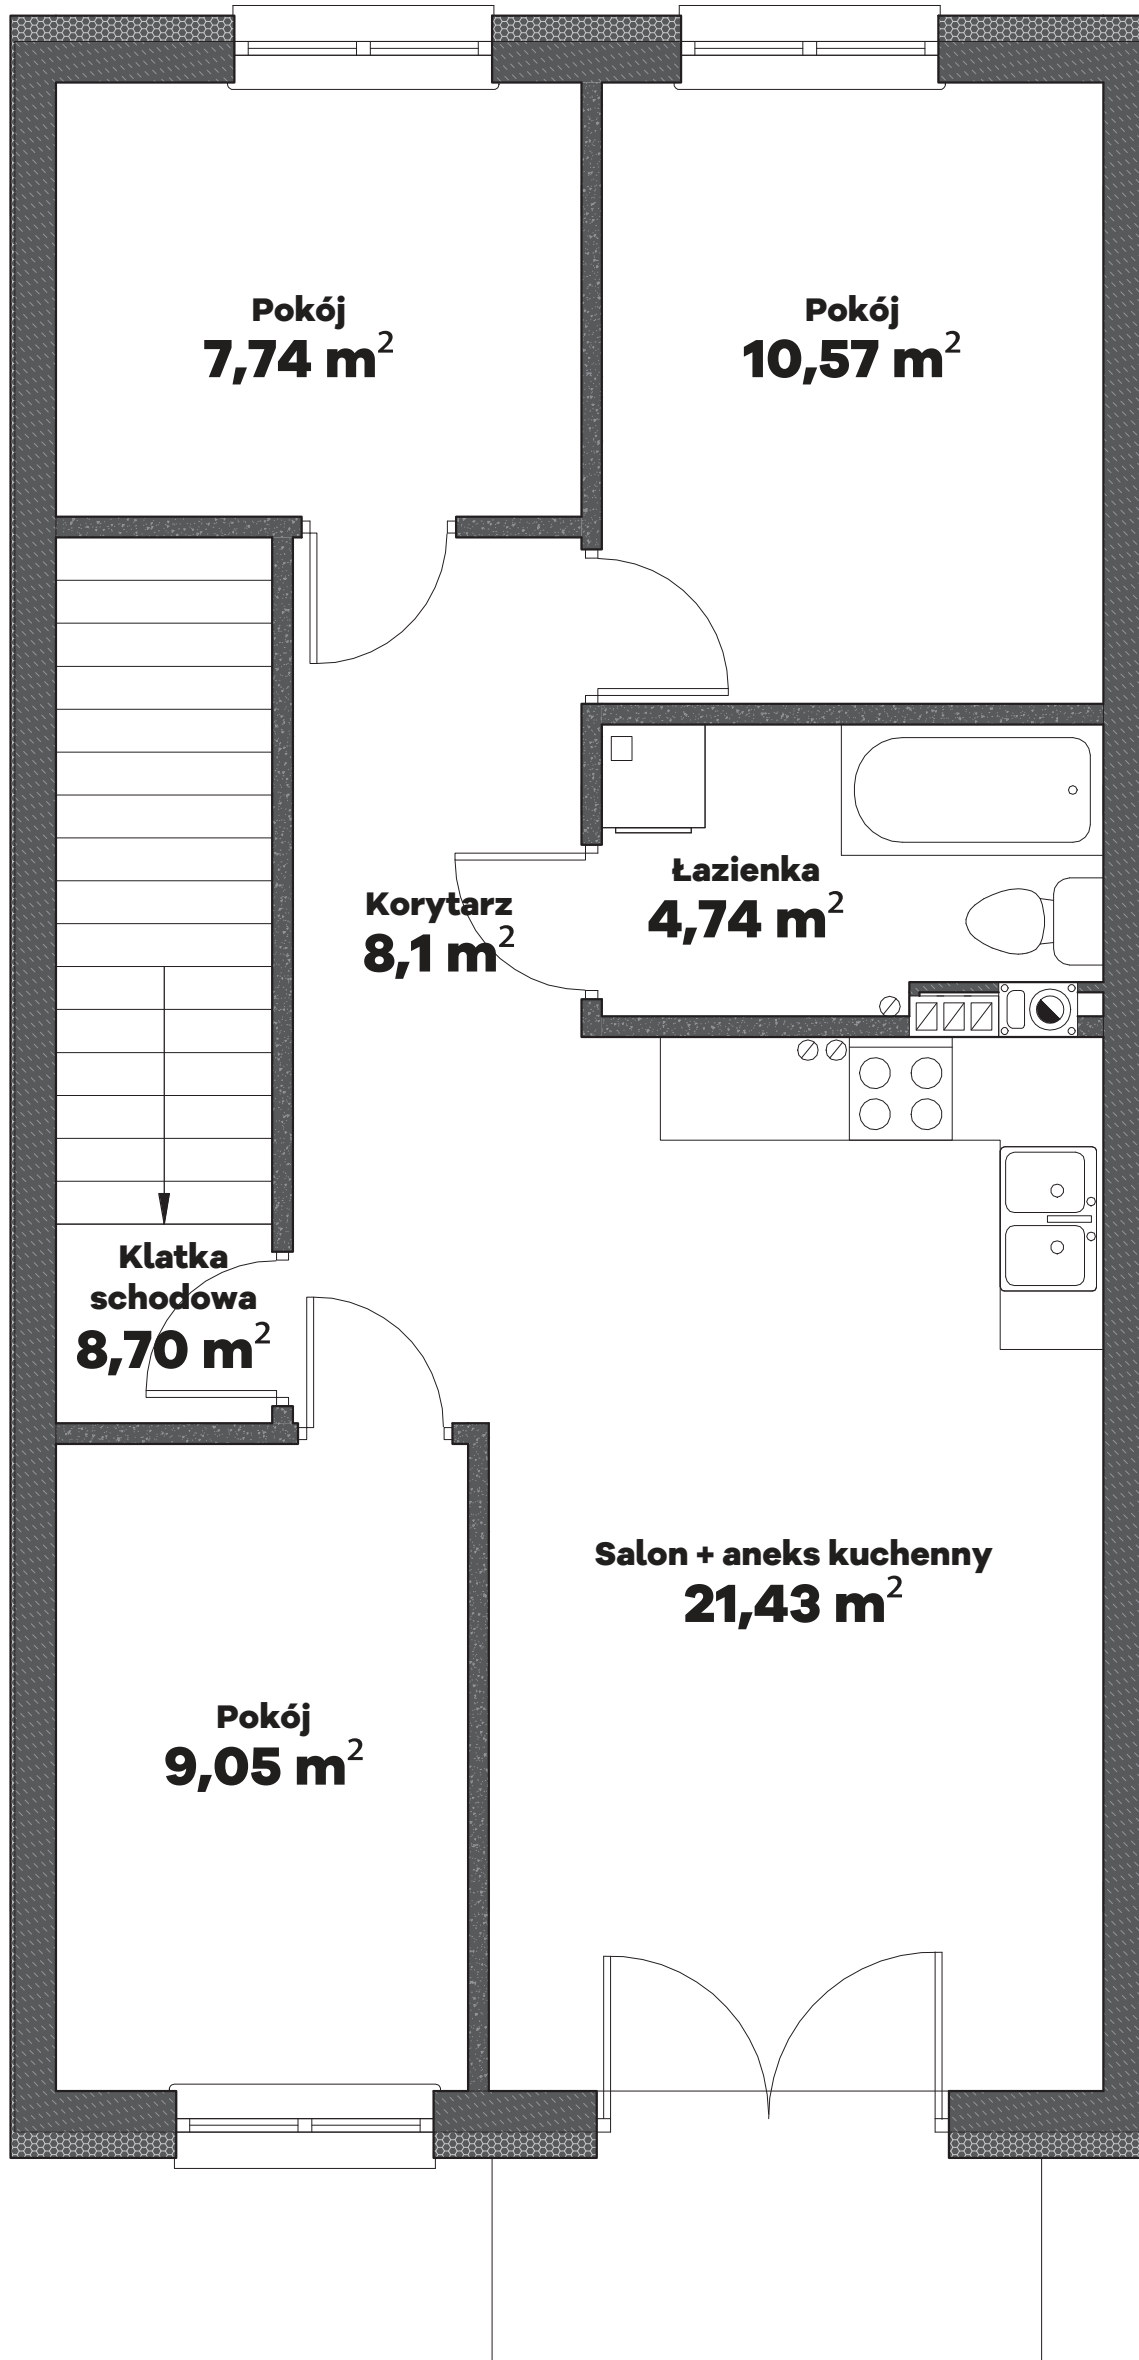 Pokój
7,74 m²
Pokój
10,57 m²
Łazienka
4,74 m²
Korytarz
8,1 m²
Klatka
schodowa
8,70 m²
Salon + aneks kuchenny
21,43 m²
Pokój
9,05 m²